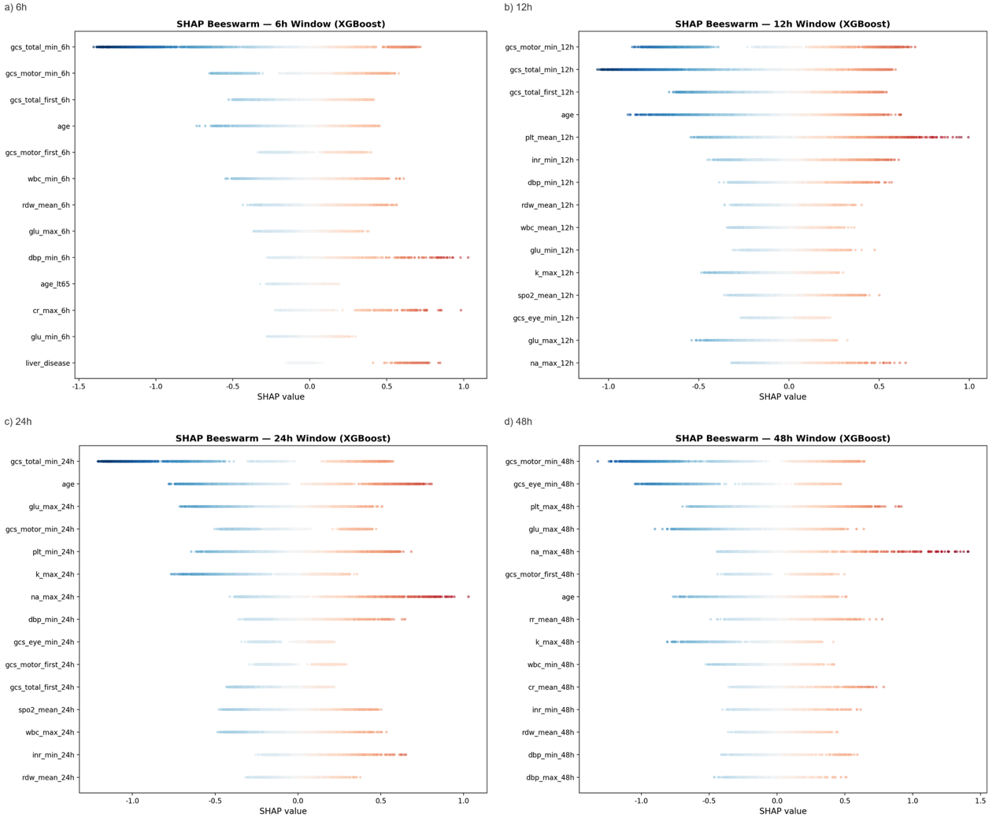 a) 6h
SHAP Beeswarm — 6h Window (XGBoost)
gcs_total_min_6h
gcs_motor_min_6h
gcs_total_first_6h
age
gcs_motor_first_6h
wbc_min_6h
rdw_mean_6h
glu_max_6h
dbp_min_6h
age_lt65
cr_max_6h
glu_min_6h
liver_disease
-1.5 -1.0 -0.5 0.0 0.5 1.0
SHAP value
b) 12h
SHAP Beeswarm — 12h Window (XGBoost)
gcs_motor_min_12h
gcs_total_min_12h
gcs_total_first_12h
age
plt_mean_12h
inr_min_12h
dbp_min_12h
rdw_mean_12h
wbc_mean_12h
glu_min_12h
k_max_12h
spo2_mean_12h
gcs_eye_min_12h
glu_max_12h
na_max_12h
-1.0 -0.5 0.0 0.5 1.0
SHAP value
c) 24h
SHAP Beeswarm — 24h Window (XGBoost)
gcs_total_min_24h
age
glu_max_24h
gcs_motor_min_24h
plt_min_24h
k_max_24h
na_max_24h
dbp_min_24h
gcs_eye_min_24h
gcs_motor_first_24h
gcs_total_first_24h
spo2_mean_24h
wbc_max_24h
inr_min_24h
rdw_mean_24h
-1.0 -0.5 0.0 0.5 1.0
SHAP value
d) 48h
SHAP Beeswarm — 48h Window (XGBoost)
gcs_motor_min_48h
gcs_eye_min_48h
plt_max_48h
glu_max_48h
na_max_48h
gcs_motor_first_48h
age
rr_mean_48h
k_max_48h
wbc_min_48h
cr_mean_48h
inr_min_48h
rdw_mean_48h
dbp_min_48h
dbp_max_48h
-1.0 -0.5 0.0 0.5 1.0 1.5
SHAP value